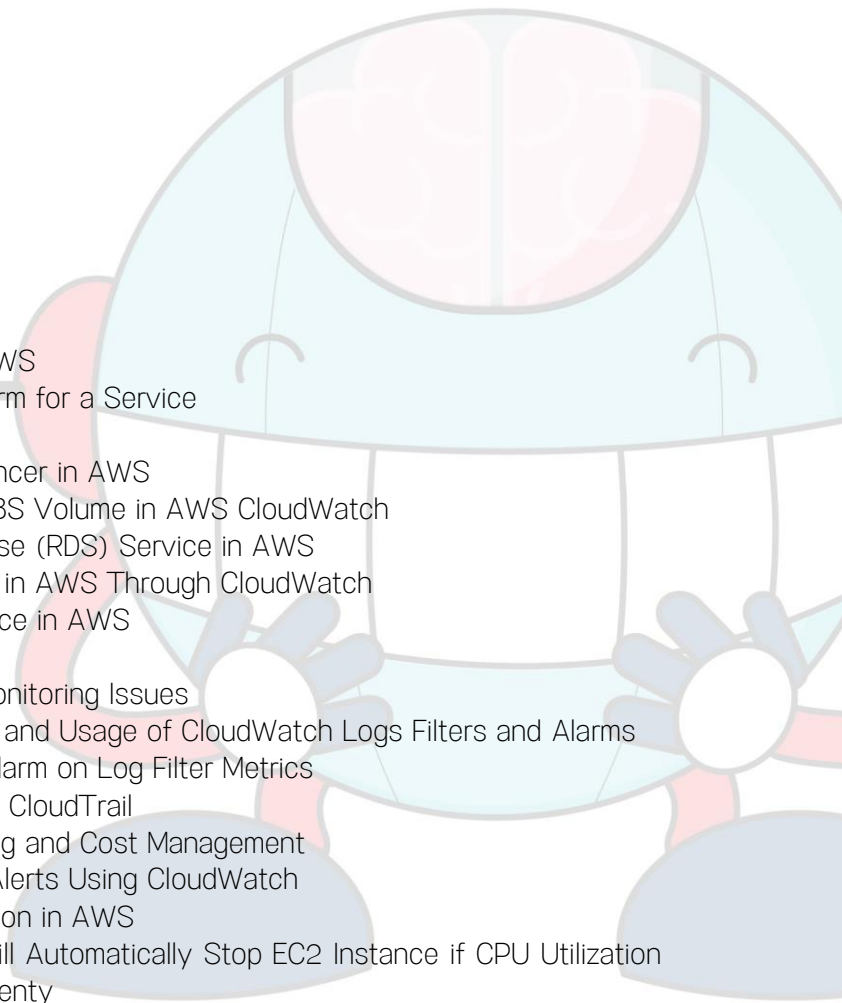 WS
rm for a Service
ncer in AWS
BS Volume in AWS CloudWatch
se (RDS) Service in AWS
in AWS Through CloudWatch
ce in AWS
onitoring Issues
and Usage of CloudWatch Logs Filters and Alarms
larm on Log Filter Metrics
CloudTrail
g and Cost Management
Alerts Using CloudWatch
on in AWS
ill Automatically Stop EC2 Instance if CPU Utilization
enty